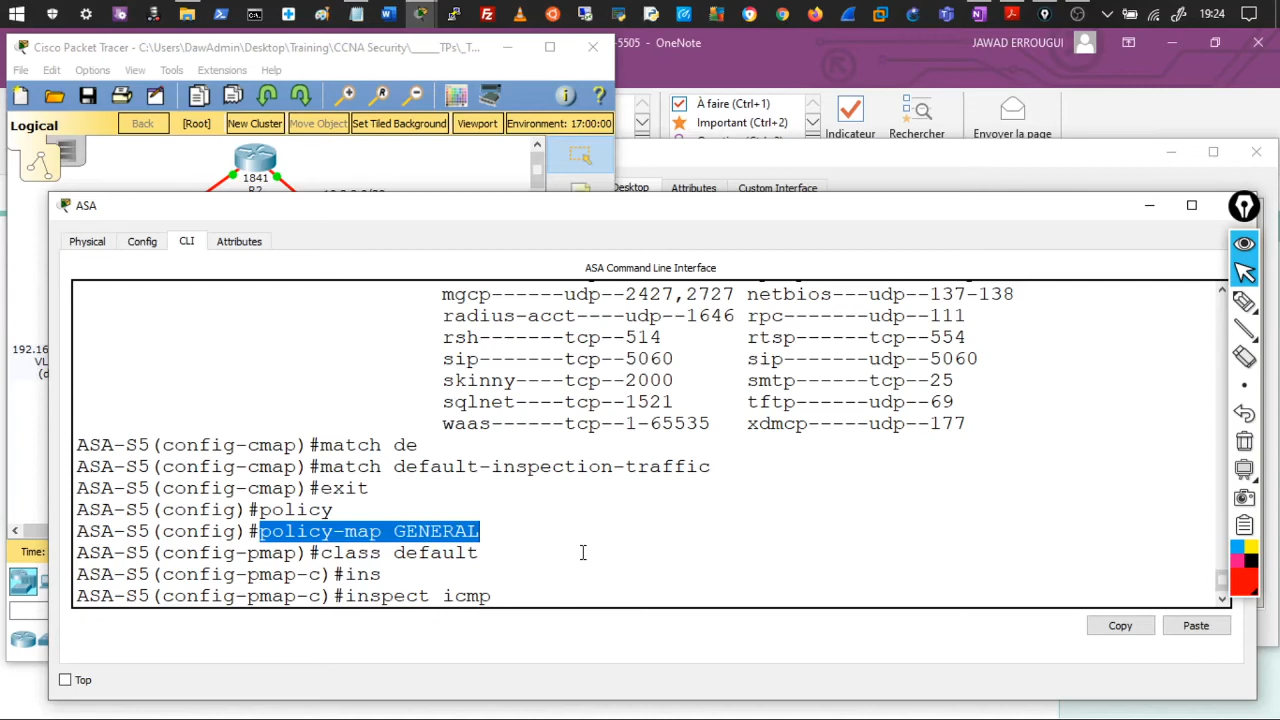 19:24
Cisco Packet Tracer - C:\Users\DawAdmin\Desktop\Training\CCNA Security\_____TPs\_T...
-5505 - OneNote
JAWAD ERROUGUI
File Edit Options View Tools Extensions Help
À faire (Ctrl+1)
Important (Ctrl+2)
Indicateur
Rechercher
Envoyer la page
Logical
Back
[Root]
New Cluster
Move Object
Set Tiled Background
Viewport
Environment: 17:00:00
1841
R2
Desktop
Attributes
Custom Interface
ASA
Physical
Config
CLI
Attributes
ASA Command Line Interface
mgcp------udp--2427,2727 netbios---udp--137-138
radius-acct----udp--1646 rpc-------udp--111
rsh-------tcp--514 rtsp------tcp--554
sip-------tcp--5060 sip-------udp--5060
skinny----tcp--2000 smtp------tcp--25
sqlnet----tcp--1521 tftp------udp--69
waas------tcp--1-65535 xdmcp-----udp--177
ASA-S5(config-cmap)#match de
ASA-S5(config-cmap)#match default-inspection-traffic
ASA-S5(config-cmap)#exit
ASA-S5(config)#policy
ASA-S5(config)#policy-map GENERAL
ASA-S5(config-pmap)#class default
ASA-S5(config-pmap-c)#ins
ASA-S5(config-pmap-c)#inspect icmp
192.16
VL
(d
Time:
Copy
Paste
Top